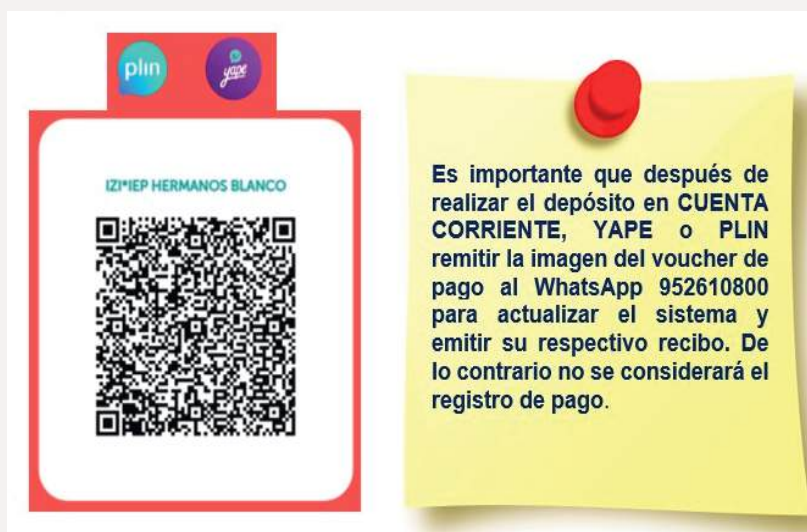 plin
yape
IZI*IEP HERMANOS BLANCO
Es importante que después de
realizar el depósito en CUENTA
CORRIENTE, YAPE o PLIN
remitir la imagen del voucher de
pago al WhatsApp 952610800
para actualizar el sistema y
emitir su respectivo recibo. De
lo contrario no se considerará el
registro de pago.